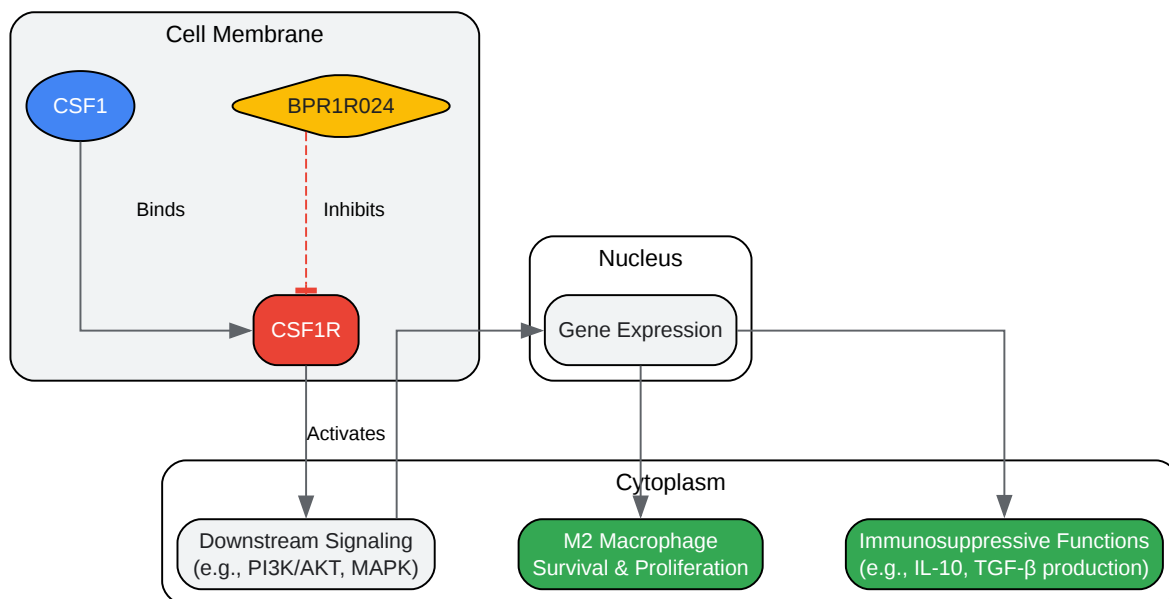 Cell Membrane
CSF1
BPR1R024
Binds
Inhibits
Nucleus
CSF1R
Gene Expression
Activates
Cytoplasm
Downstream Signaling
(e.g., PI3K/AKT, MAPK)
M2 Macrophage
Survival & Proliferation
Immunosuppressive Functions
(e.g., IL-10, TGF-β production)